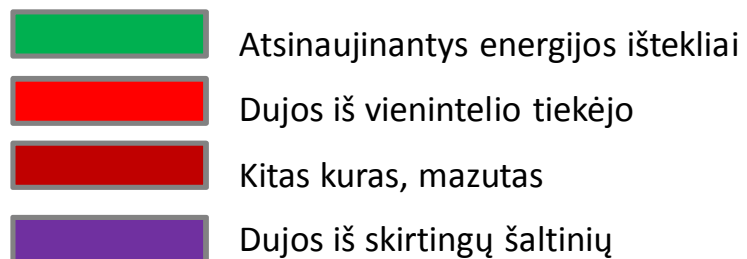 Atsinaujinantys energijos ištekliai
Dujos iš vienintelio tiekėjo
Kitas kuras, mazutas
Dujos iš skirtingų šaltinių